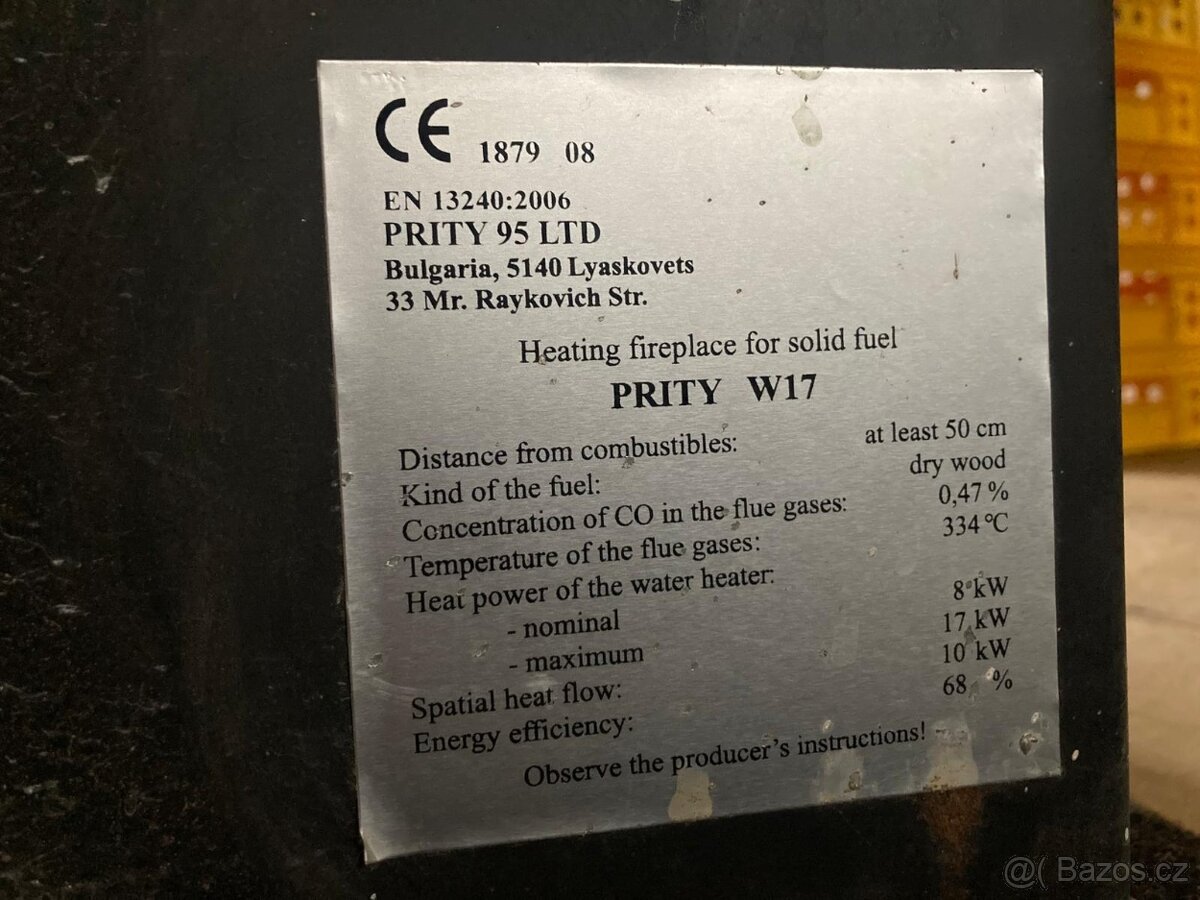 CE 1879 08
EN 13240:2006
PRITY 95 LTD
Bulgaria, 5140 Lyaskovets
33 Mr. Raykovich Str.
Heating fireplace for solid fuel
PRITY W17
Distance from combustibles: at least 50 cm
Kind of the fuel: dry wood
Concentration of CO in the flue gases: 0,47 %
Temperature of the flue gases: 334 °C
Heat power of the water heater:
- nominal 8 kW
- maximum 17 kW
Spatial heat flow: 10 kW
Energy efficiency: 68 %
Observe the producer's instructions!
@( Bazos.cz